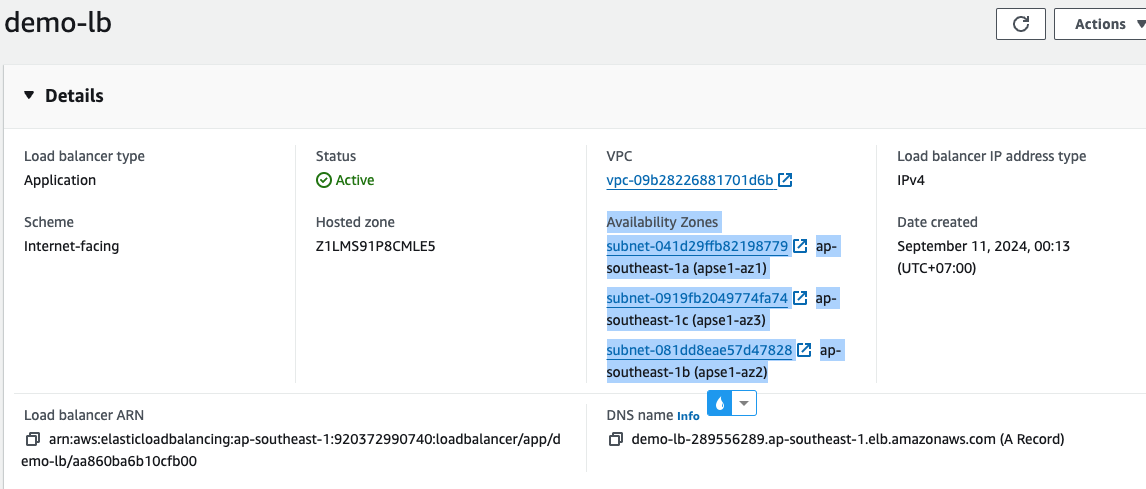 demo-lb
Actions
Details
Load balancer type
Application
Status
Active
VPC
vpc-09b28226881701d6b
Load balancer IP address type
IPv4
Scheme
Internet-facing
Hosted zone
Z1LMS91P8CMLE5
Availability Zones
subnet-041d29ffb82198779 ap-
southeast-1a (apse1-az1)
subnet-0919fb2049774fa74 ap-
southeast-1c (apse1-az3)
subnet-081dd8eae57d47828 ap-
southeast-1b (apse1-az2)
Date created
September 11, 2024, 00:13
(UTC+07:00)
Load balancer ARN
arn:aws:elasticloadbalancing:ap-southeast-1:920372990740:loadbalancer/app/d
emo-lb/aa860ba6b10cfb00
DNS name Info
demo-lb-289556289.ap-southeast-1.elb.amazonaws.com (A Record)